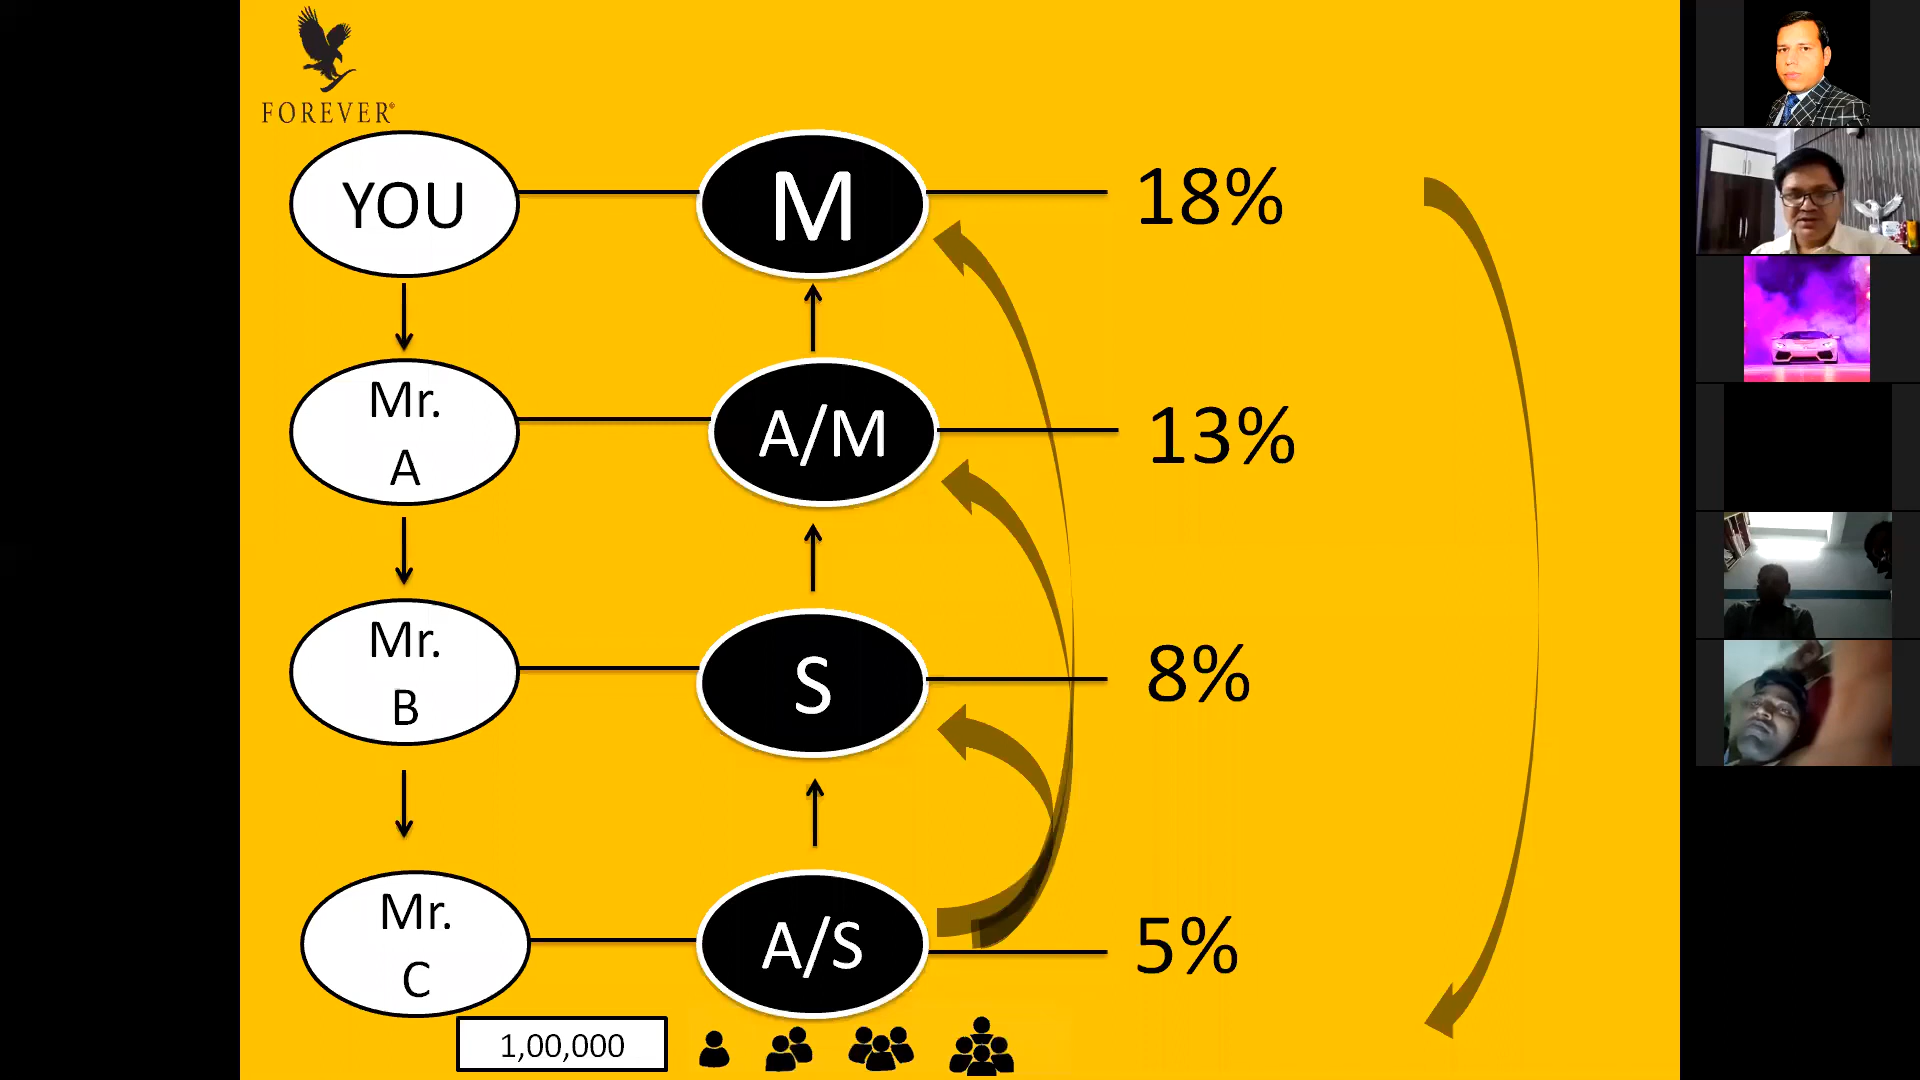 FOREVER®
YOU
M
18%
Mr.
A
A/M
13%
Mr.
B
S
8%
Mr.
C
A/S
5%
1,00,000